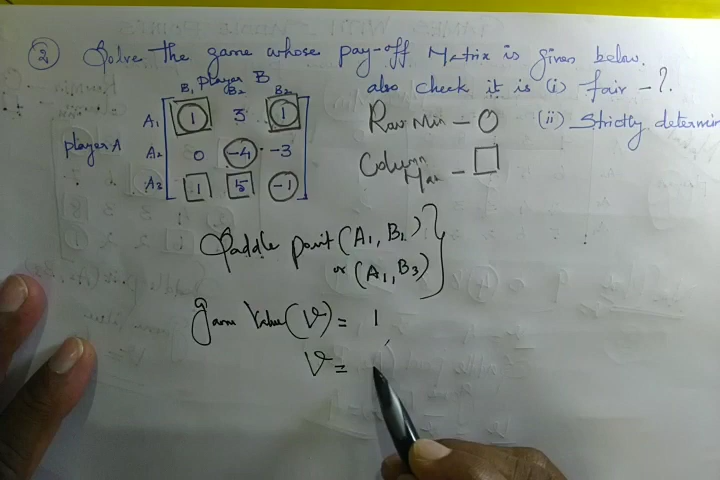 ② Solve the game whose pay-off Matrix is given below.
also check it is (i) fair - ?
(ii) Strictly determin
player B
B₁ B₂ B₃
A₁ 1 3 1
player A A₂ 0 -4 -3
A₃ 1 5 -1
Row Min - ○
Column Max - □
Saddle point (A₁, B₁)
or (A₁, B₃)
Game Value (V) = 1
V =